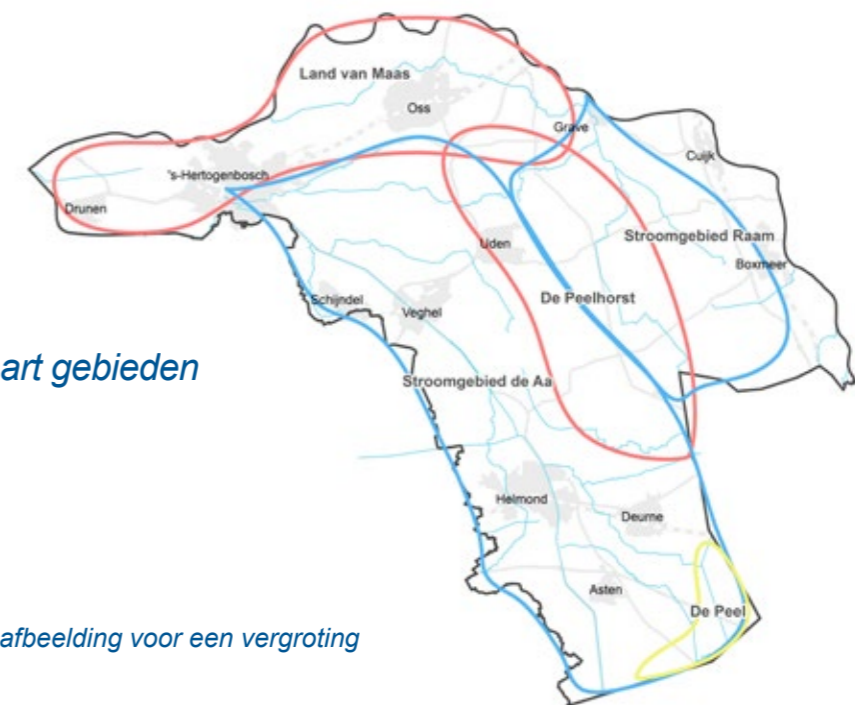 Land van Maas
Oss
Grave
Cuijk
's-Hertogenbosch
Drunen
Stroomgebied Raam
Uden
Boxmeer
De Peelhorst
Schijndel
Veghel
art gebieden
Stroomgebied de Aa
Helmond
Deurne
Asten
De Peel
afbeelding voor een vergroting